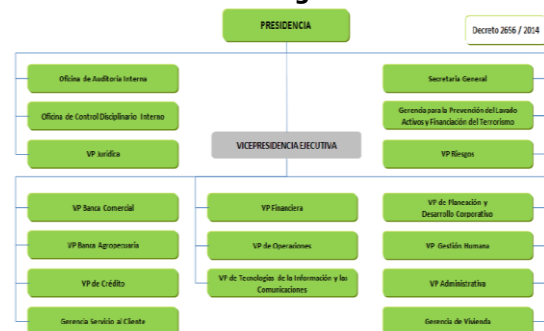 PRESIDENCIA
Decreto 2656 / 2014
Oficina de Auditoría Interna
Secretaría General
Oficina de Control Disciplinario Interno
Gerencia para la Prevención del Lavado
Activos y Financiación del Terrorismo
VICEPRESIDENCIA EJECUTIVA
VP Jurídica
VP Riesgos
VP Banca Comercial
VP Financiera
VP de Planeación y
Desarrollo Corporativo
VP Banca Agropecuaria
VP de Operaciones
VP Gestión Humana
VP de Crédito
VP de Tecnologías de la Información y las
Comunicaciones
VP Administrativa
Gerencia Servicio al Cliente
Gerencia de Vivienda